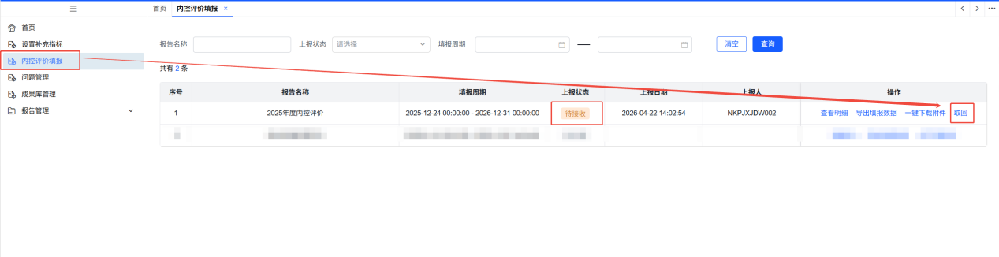 首页 内控评价填报 ×
首页
设置补充指标
内控评价填报
问题管理
成果库管理
报告管理
报告名称 上报状态 请选择 填报周期 — 清空 查询
共有 2 条
序号 报告名称 填报周期 上报状态 上报日期 上报人 操作
1 2025年度内控评价 2025-12-24 00:00:00 - 2026-12-31 00:00:00 待接收 2026-04-22 14:02:54 NKPJXJDW002 查看明细 导出填报数据 一键下载附件 取回